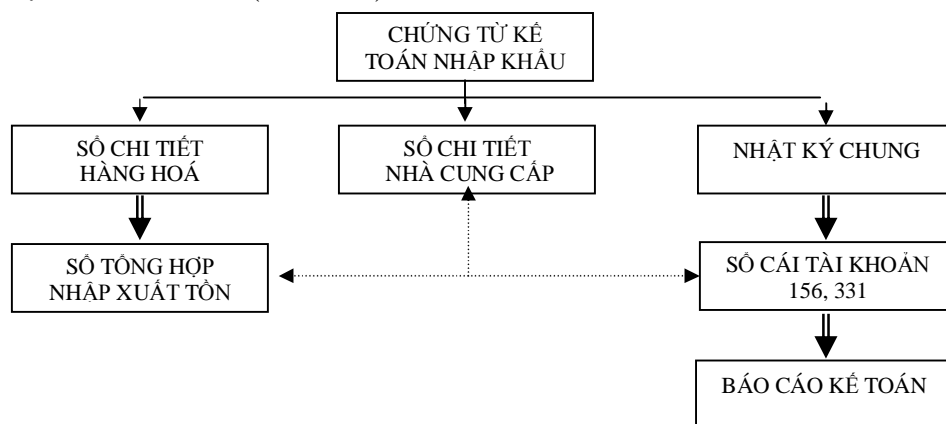 CHỨNG TỪ KẾ
TOÁN NHẬP KHẨU
SỔ CHI TIẾT
HÀNG HOÁ
SỔ CHI TIẾT
NHÀ CUNG CẤP
NHẬT KÝ CHUNG
SỔ TỔNG HỢP
NHẬP XUẤT TỒN
SỔ CÁI TÀI KHOẢN
156, 331
BÁO CÁO KẾ TOÁN